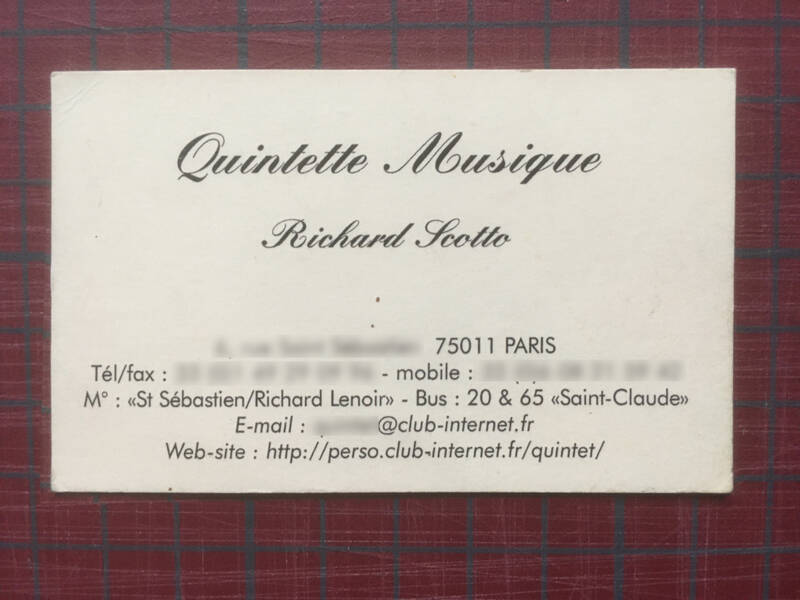 Quintette Musique
Richard Scotto
75011 PARIS
Tél/fax : - mobile :
M° : «St Sébastien/Richard Lenoir» - Bus : 20 & 65 «Saint-Claude»
E-mail : @club-internet.fr
Web-site : http://perso.club-internet.fr/quintet/